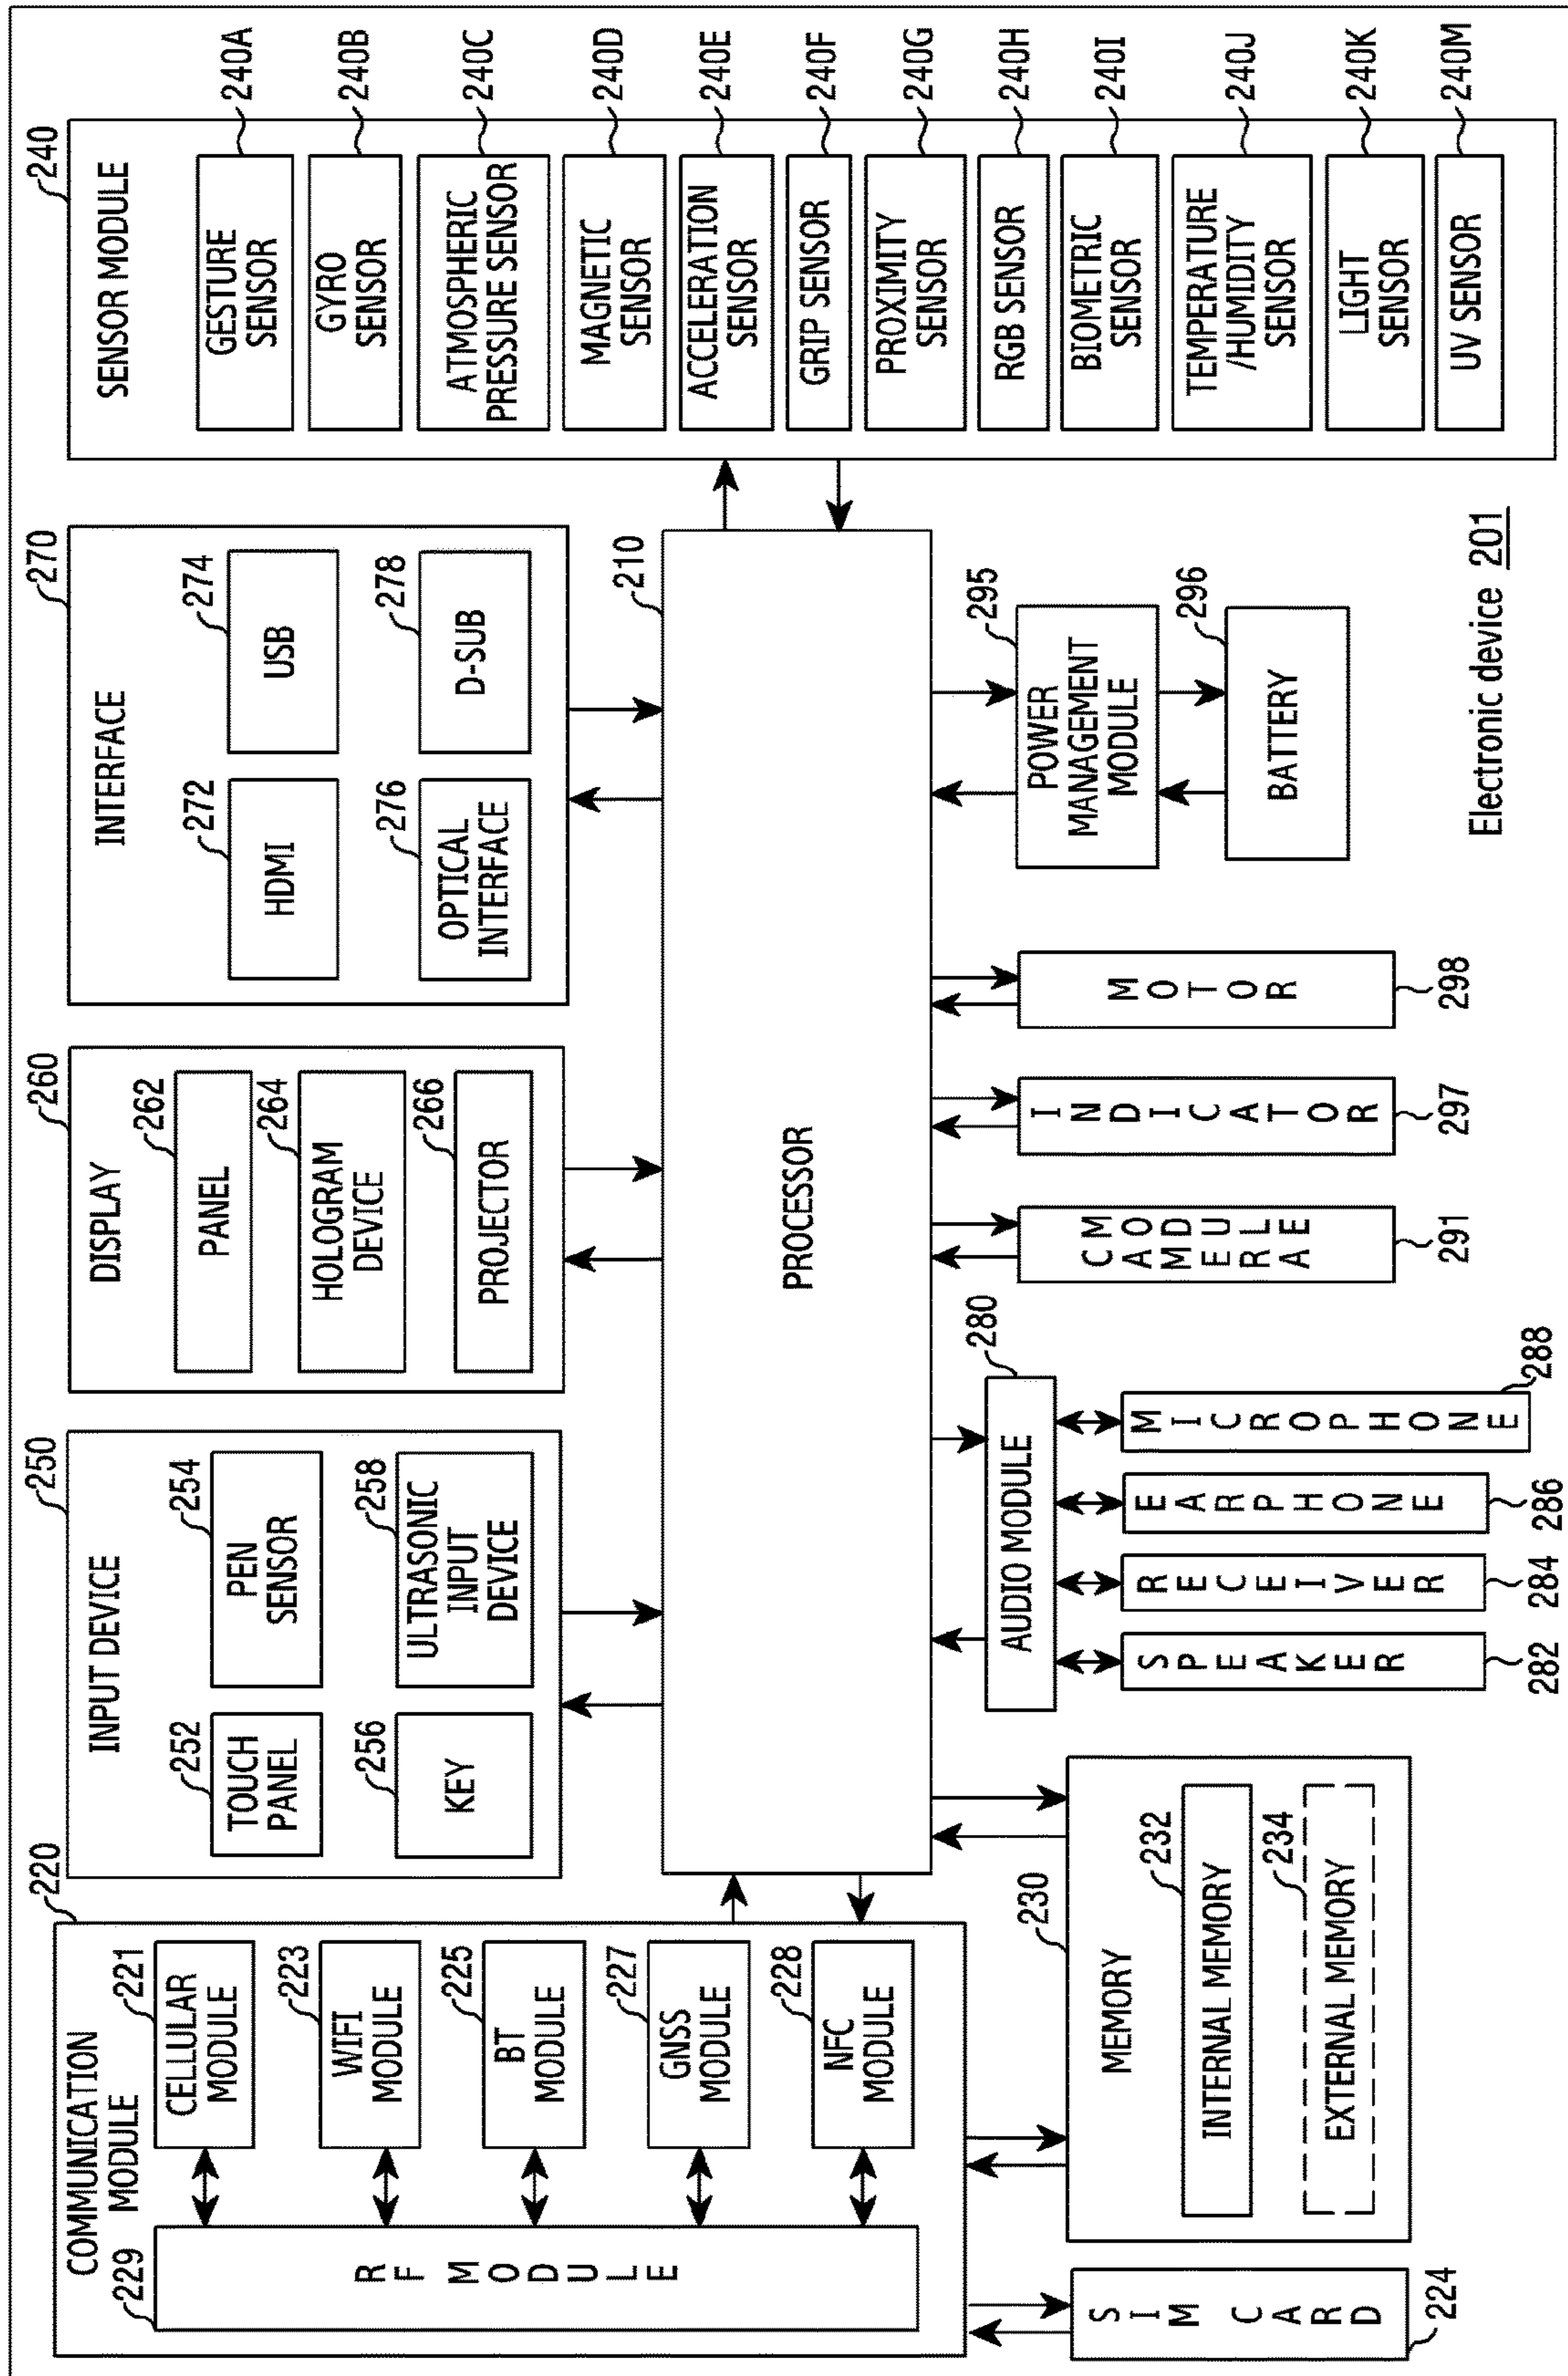 COMMUNICATION
MODULE
220
229
RF MODULE
221
CELLULAR
MODULE
223
WIFI
MODULE
225
BT
MODULE
227
GNSS
MODULE
228
NFC
MODULE
INPUT DEVICE
250
252
TOUCH
PANEL
254
PEN
SENSOR
256
KEY
258
ULTRASONIC
INPUT
DEVICE
DISPLAY
260
262
PANEL
264
HOLOGRAM
DEVICE
266
PROJECTOR
INTERFACE
270
272
HDMI
274
USB
276
OPTICAL
INTERFACE
278
D-SUB
SENSOR MODULE
240
GESTURE
SENSOR
240A
GYRO
SENSOR
240B
ATMOSPHERIC
PRESSURE SENSOR
240C
MAGNETIC
SENSOR
240D
ACCELERATION
SENSOR
240E
GRIP SENSOR
240F
PROXIMITY
SENSOR
240G
RGB SENSOR
240H
BIOMETRIC
SENSOR
240I
TEMPERATURE
/HUMIDITY
SENSOR
240J
LIGHT
SENSOR
240K
UV SENSOR
240M
PROCESSOR
210
SIM CARD
224
MEMORY
230
INTERNAL MEMORY
232
EXTERNAL MEMORY
234
AUDIO MODULE
280
SPEAKER
282
RECEIVER
284
EARPHONE
286
MICROPHONE
288
CAMERA
MODULE
291
INDICATOR
297
MOTOR
298
POWER
MANAGEMENT
MODULE
295
BATTERY
296
Electronic device 201